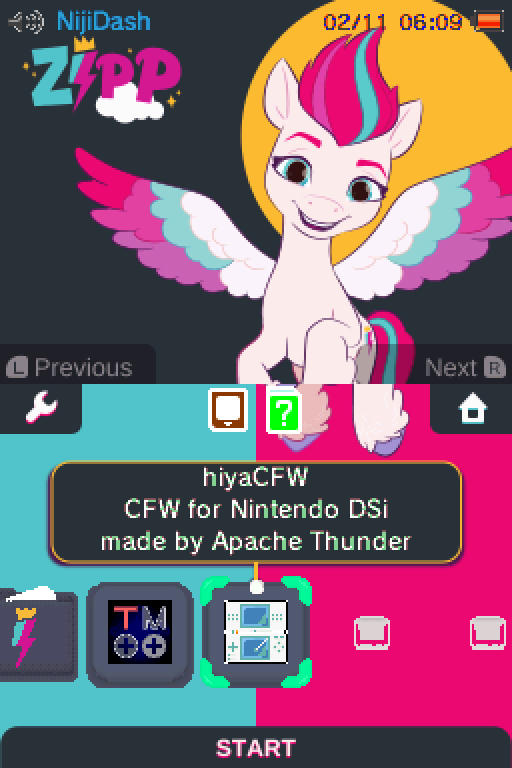 NijiDash
02/11 06:09
ZIPP
L Previous
Next R
?
hiyaCFW
CFW for Nintendo DSi
made by Apache Thunder
TM
START